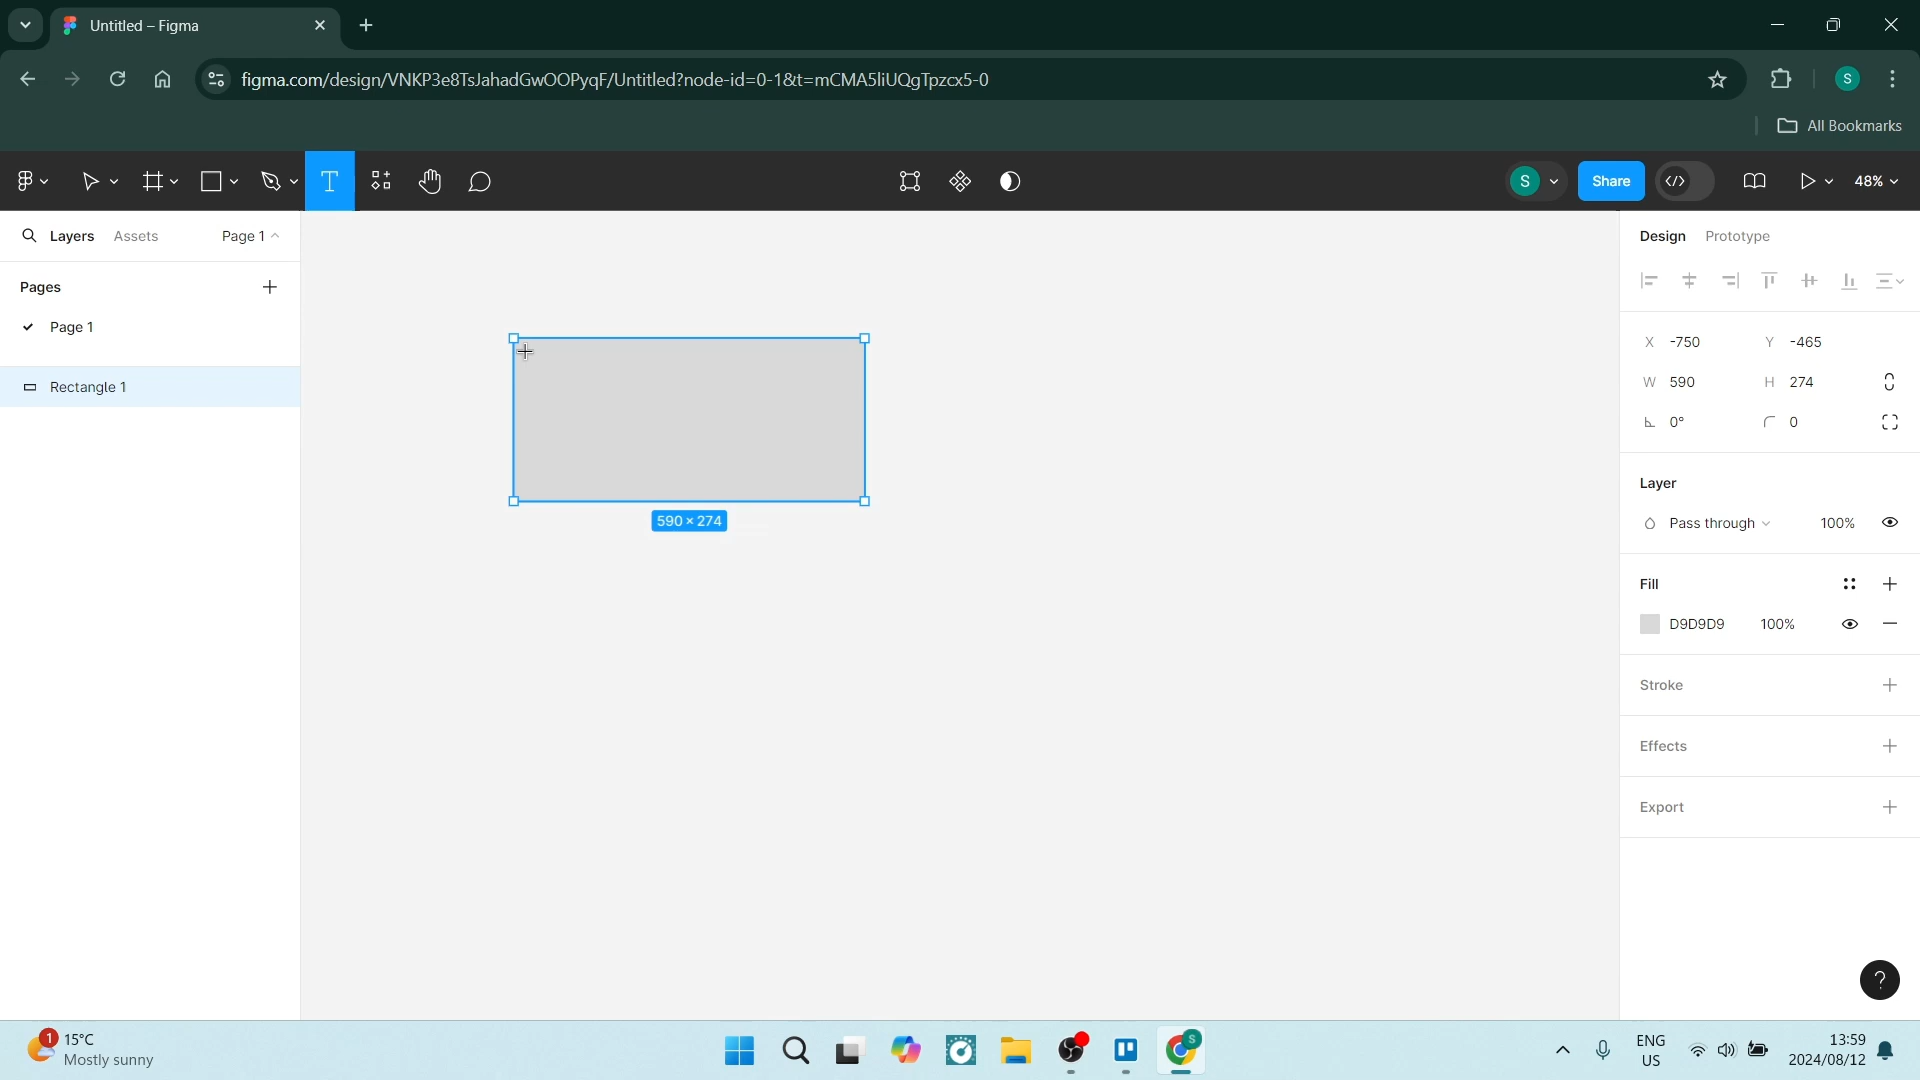 Untitled – Figma
figma.com/design/VNKP3e8TsJahadGwOOPyqF/Untitled?node-id=0-1&t=mCMA5liUQgTpzcx5-0
S
All Bookmarks
S
Share
48%
Layers
Assets
Page 1
Design
Prototype
Pages
Page 1
Rectangle 1
590 × 274
X -750
Y -465
W 590
H 274
0°
0
Layer
Pass through
100%
Fill
D9D9D9
100%
Stroke
Effects
Export
?
1
15°C
Mostly sunny
S
ENG
US
13:59
2024/08/12